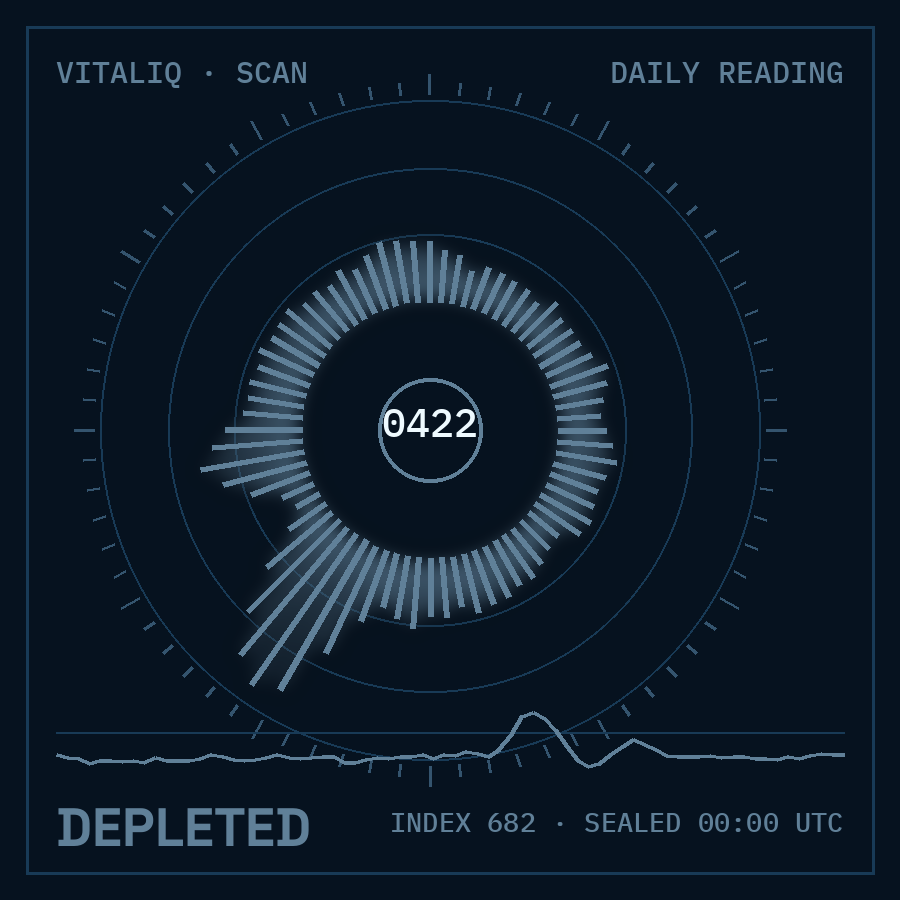 VITALIQ · SCAN
DAILY READING
0422
DEPLETED
INDEX 682 · SEALED 00:00 UTC